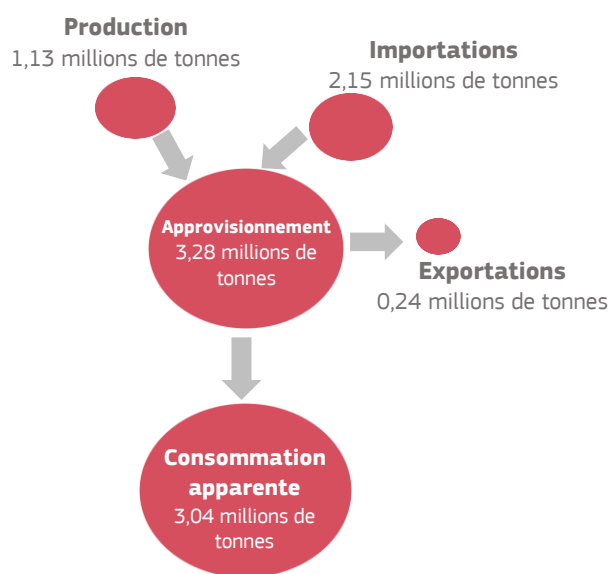 Production
1,13 millions de tonnes
Importations
2,15 millions de tonnes
Approvisionnement
3,28 millions de
tonnes
Exportations
0,24 millions de tonnes
Consommation
apparente
3,04 millions de
tonnes